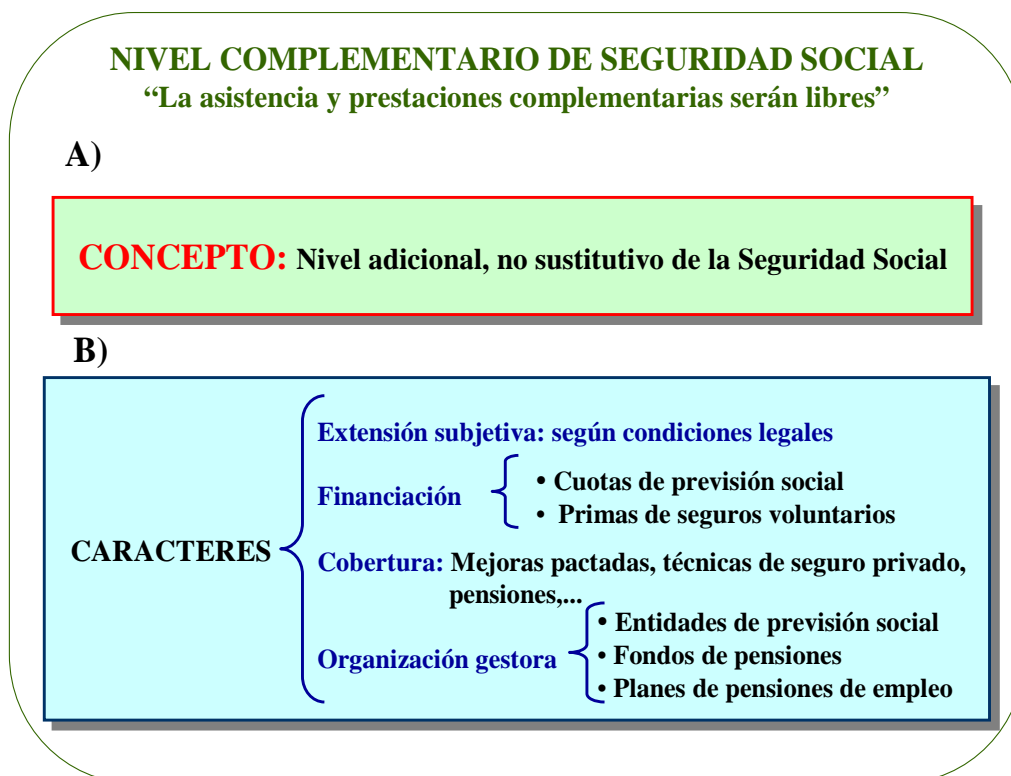 NIVEL COMPLEMENTARIO DE SEGURIDAD SOCIAL
“La asistencia y prestaciones complementarias serán libres”
A)
CONCEPTO: Nivel adicional, no sustitutivo de la Seguridad Social
B)
CARACTERES
Extensión subjetiva: según condiciones legales
Financiación
• Cuotas de previsión social
• Primas de seguros voluntarios
Cobertura: Mejoras pactadas, técnicas de seguro privado,
pensiones,...
Organización gestora
• Entidades de previsión social
• Fondos de pensiones
• Planes de pensiones de empleo